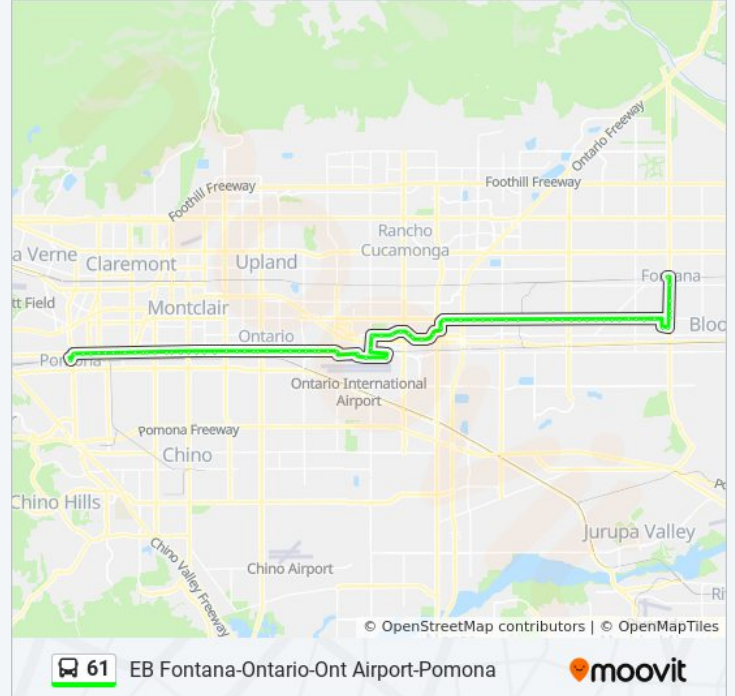 Ontario Freeway
Foothill Freeway
Foothill Freeway
Rancho
Cucamonga
a Verne
Claremont
Upland
Fontana
tt Field
Montclair
Bloo
Ontario
Pomona
Ontario International
Airport
Pomona Freeway
Chino
Chino Hills
Jurupa Valley
Chino Valley Freeway
Chino Airport
Ri
© OpenStreetMap contributors | © OpenMapTiles
61 EB Fontana-Ontario-Ont Airport-Pomona
moovit